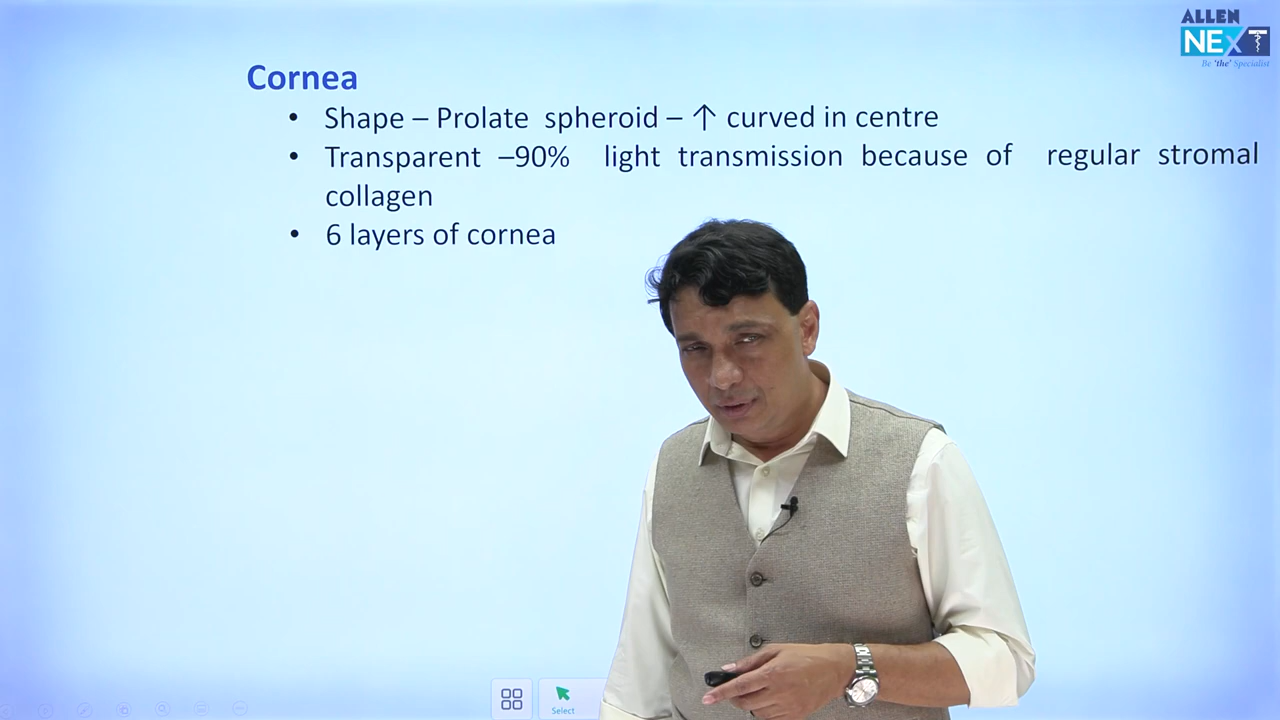 ALLEN
NEXT
Be 'the' Specialist
Cornea
• Shape – Prolate spheroid – ↑ curved in centre
• Transparent –90% light transmission because of regular stromal
collagen
• 6 layers of cornea
Select